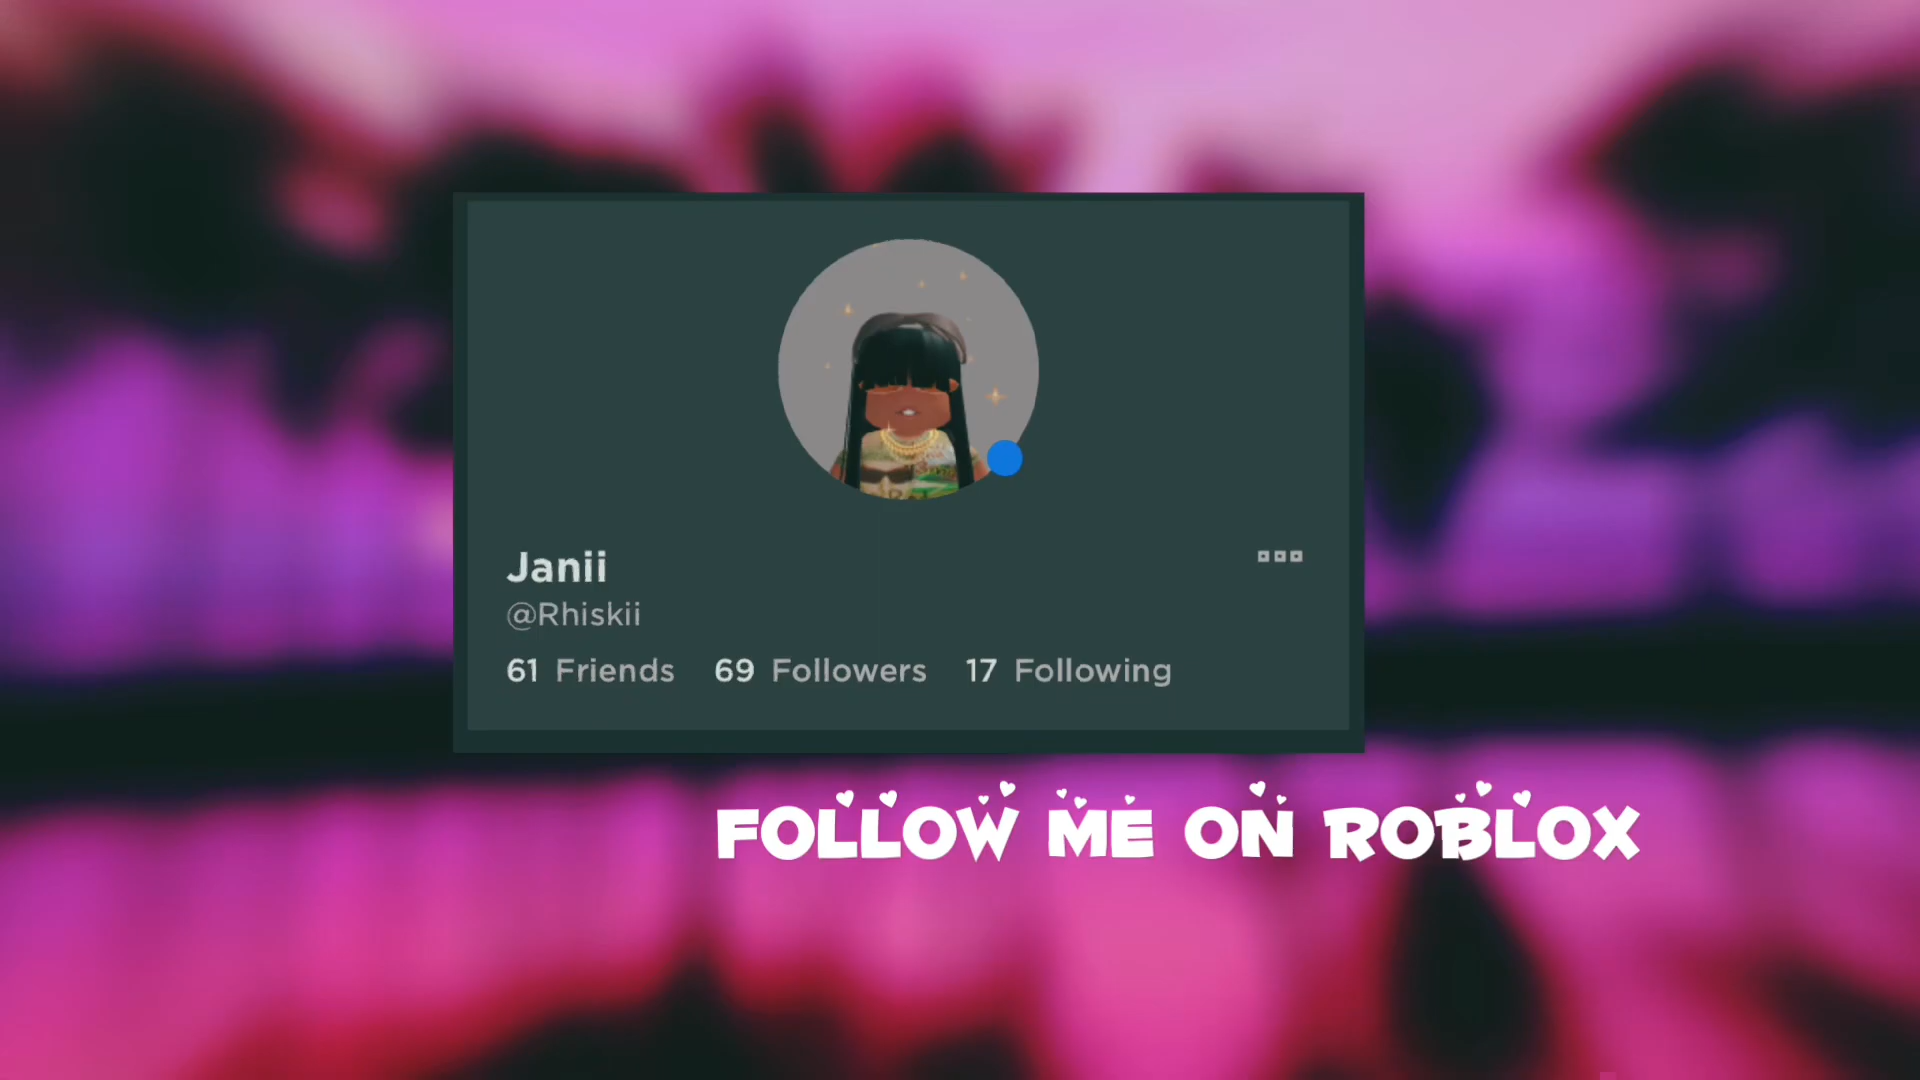 Janii
@Rhiskii
61 Friends 69 Followers 17 Following
FOLLOW ME ON ROBLOX